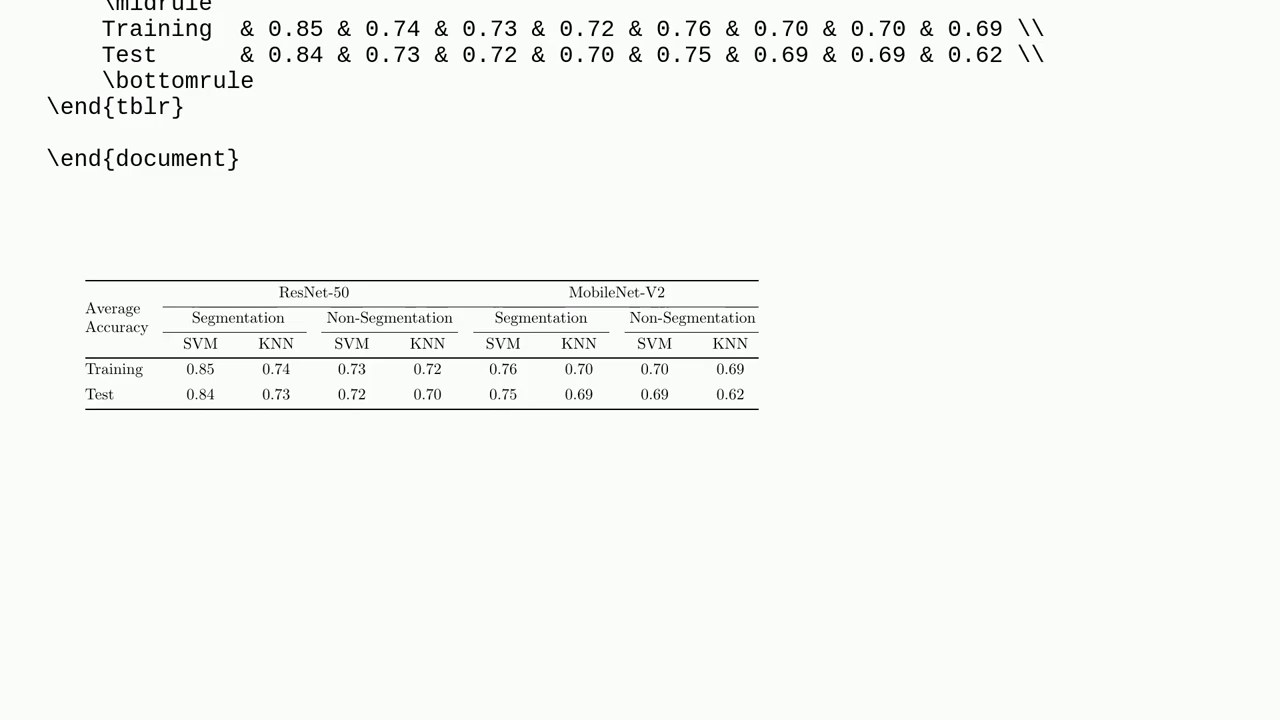 \midrule
Training & 0.85 & 0.74 & 0.73 & 0.72 & 0.76 & 0.70 & 0.70 & 0.69 \\
Test & 0.84 & 0.73 & 0.72 & 0.70 & 0.75 & 0.69 & 0.69 & 0.62 \\
\bottomrule
\end{tblr}
\end{document}
ResNet-50 MobileNet-V2
Average
Accuracy
Segmentation Non-Segmentation Segmentation Non-Segmentation
SVM KNN SVM KNN SVM KNN SVM KNN
Training 0.85 0.74 0.73 0.72 0.76 0.70 0.70 0.69
Test 0.84 0.73 0.72 0.70 0.75 0.69 0.69 0.62